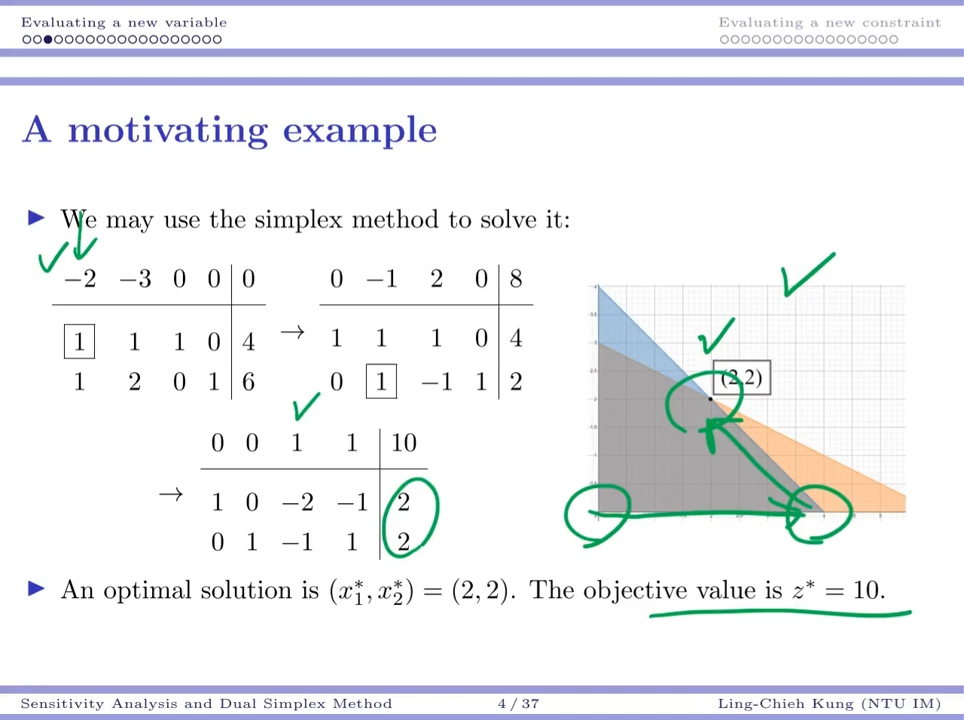 Evaluating a new variable
Evaluating a new constraint
A motivating example
We may use the simplex method to solve it:
−2 −3 0 0 | 0
1 1 1 0 | 4
1 2 0 1 | 6
→
0 −1 2 0 | 8
1 1 1 0 | 4
0 1 −1 1 | 2
→
0 0 1 1 | 10
1 0 −2 −1 | 2
0 1 −1 1 | 2
(2,2)
An optimal solution is (x₁*, x₂*) = (2, 2). The objective value is z* = 10.
Sensitivity Analysis and Dual Simplex Method
4 / 37
Ling-Chieh Kung (NTU IM)